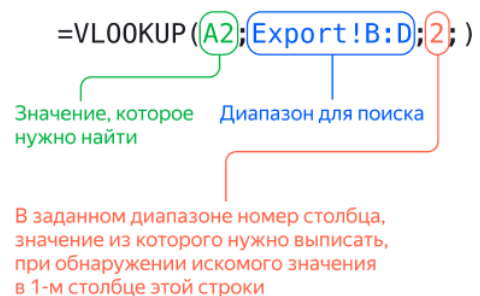 =VLOOKUP(A2;Export!B:D;2;)
Значение, которое
нужно найти
Диапазон для поиска
В заданном диапазоне номер столбца,
значение из которого нужно выписать,
при обнаружении искомого значения
в 1-м столбце этой строки